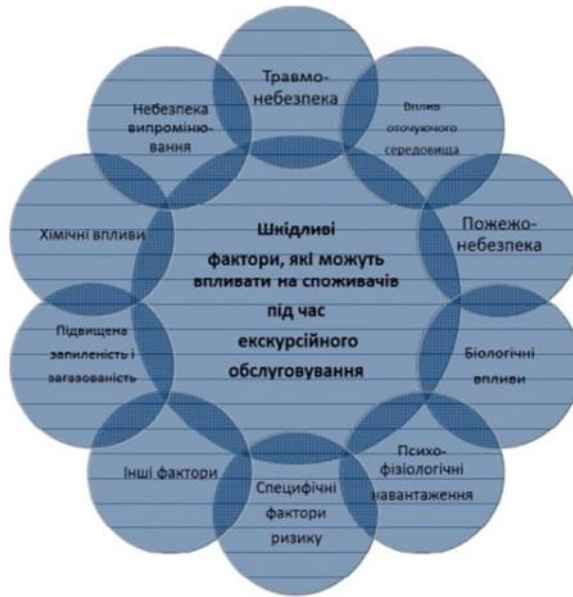 Травмо-
небезпека
Вплив
оточуючого
середовища
Пожежо-
небезпека
Біологічні
впливи
Психо-
фізіологічні
навантаження
Специфічні
фактори
ризику
Інші фактори
Підвищена
запиленість і
загазованість
Хімічні впливи
Небезпека
випроміню-
вання
Шкідливі
фактори, які можуть
впливати на споживачів
під час
екскурсійного
обслуговування